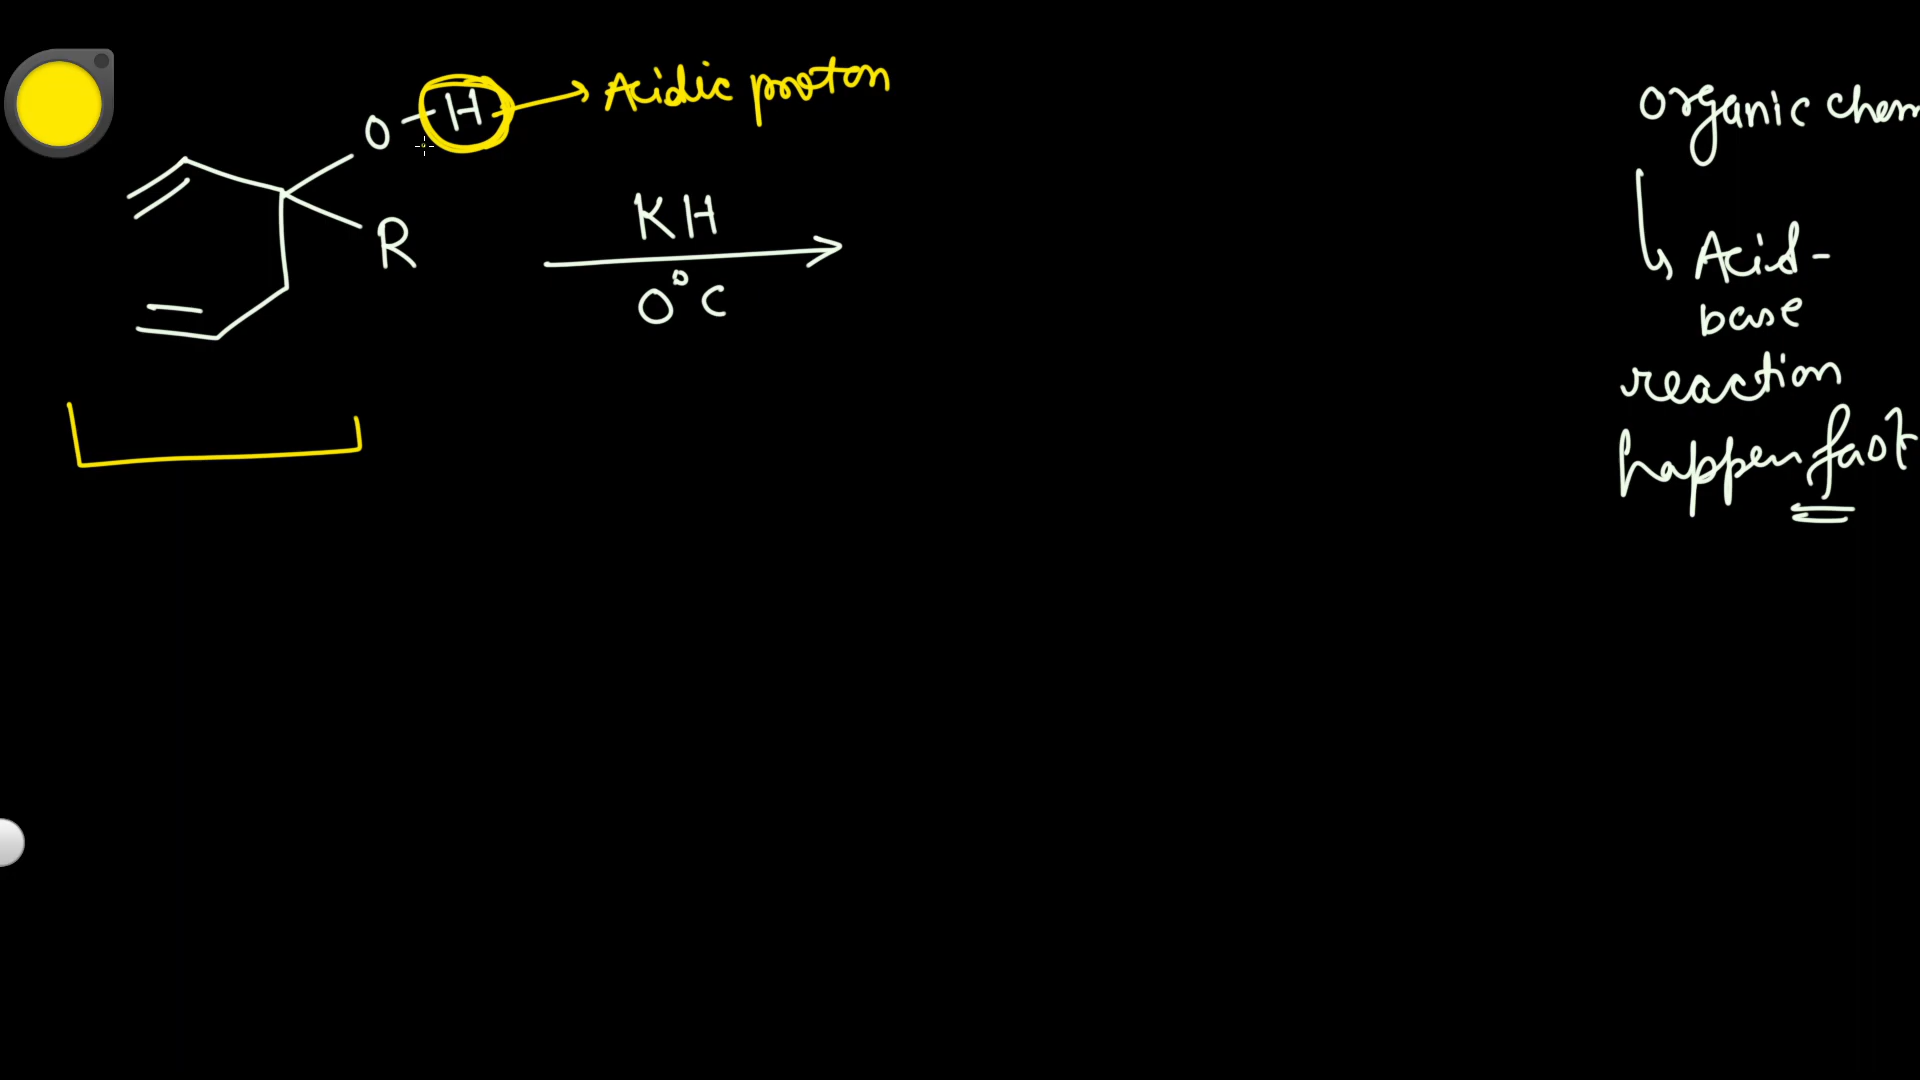 O-H → Acidic proton
R
KH
0°C
organic chem
↳ Acid-
base
reaction
happen fast